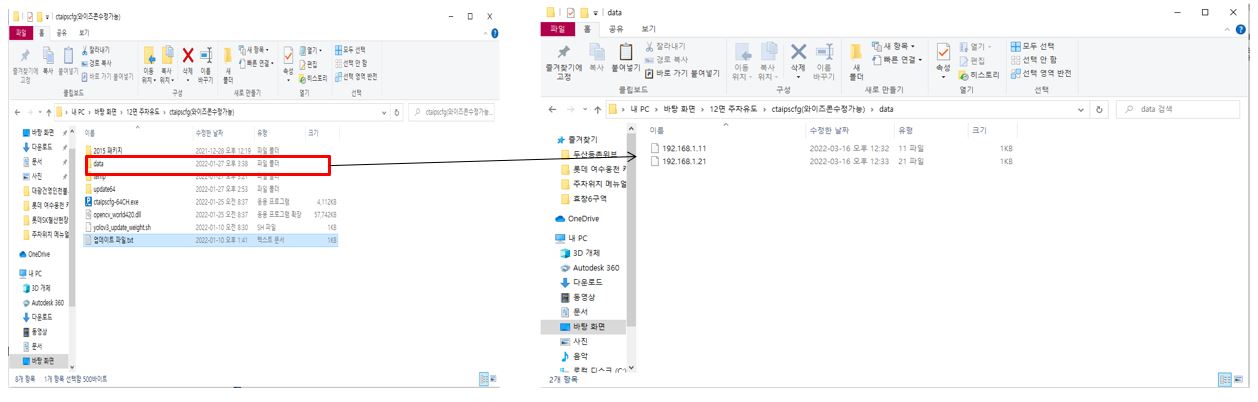 ctaipscfg(와이즈콘수정가능)
파일 홈 공유 보기
즐겨찾기에 고정
복사
붙여넣기
잘라내기
경로 복사
바로 가기 붙여넣기
클립보드
이동 위치
복사 위치
삭제
이름 바꾸기
구성
새 폴더
새 항목
빠른 연결
새로 만들기
속성
열기
편집
히스토리
열기
모두 선택
선택 안 함
선택 영역 반전
선택
내 PC > 바탕 화면 > 12면 주차유도 > ctaipscfg(와이즈콘수정가능)
ctaipscfg(와이즈콘수정가능...
바탕 화면
다운로드
문서
사진
대광건영인천불
롯데SK월산현장
주차위치 메뉴얼
OneDrive
내 PC
3D 개체
Autodesk 360
다운로드
동영상
문서
바탕 화면
이름 수정한 날짜 유형 크기
2015 패키지 2021-12-28 오후 12:19 파일 폴더
data 2022-01-27 오후 3:38 파일 폴더
update64 2022-01-27 오후 2:53 파일 폴더
ctaipscfg-64CH.exe 2022-01-25 오전 8:37 응용 프로그램 4,112KB
opencv_world420.dll 2022-01-25 오전 8:37 응용 프로그램 확장 57,742KB
yolov3_update_weight.sh 2022-01-10 오전 8:30 SH 파일 1KB
업데이트 파일.txt 2022-01-10 오후 1:41 텍스트 문서 1KB
8개 항목 1개 항목 선택함 500바이트
data
파일 홈 공유 보기
즐겨찾기에 고정
복사
붙여넣기
잘라내기
경로 복사
바로 가기 붙여넣기
클립보드
이동 위치
복사 위치
삭제
이름 바꾸기
구성
새 폴더
새 항목
빠른 연결
새로 만들기
속성
열기
편집
히스토리
열기
모두 선택
선택 안 함
선택 영역 반전
선택
내 PC > 바탕 화면 > 12면 주차유도 > ctaipscfg(와이즈콘수정가능) > data
data 검색
즐겨찾기
두산등촌위브
롯데 여수웅천 키
주차위치 메뉴얼
효창6구역
OneDrive
내 PC
3D 개체
Autodesk 360
다운로드
동영상
문서
바탕 화면
사진
음악
로컬 디스크 (C:)
이름 수정한 날짜 유형 크기
192.168.1.11 2022-03-16 오후 12:32 11 파일 1KB
192.168.1.21 2022-03-16 오후 12:33 21 파일 1KB
2개 항목